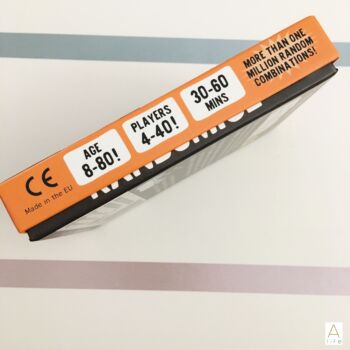 CE
Made in the EU
AGE
8-80!
PLAYERS
4-40!
30-60
MINS
MORE THAN ONE
MILLION RANDOM
COMBINATIONS!
A
life